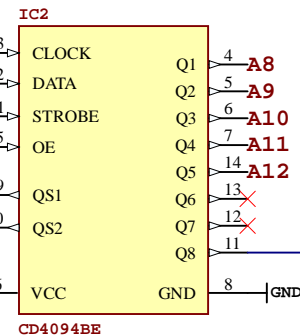 IC2
CLOCK Q1 4 A8
DATA Q2 5 A9
STROBE Q3 6 A10
OE Q4 7 A11
Q5 14 A12
QS1 Q6 13
QS2 Q7 12
Q8 11
VCC GND 8 GND
CD4094BE